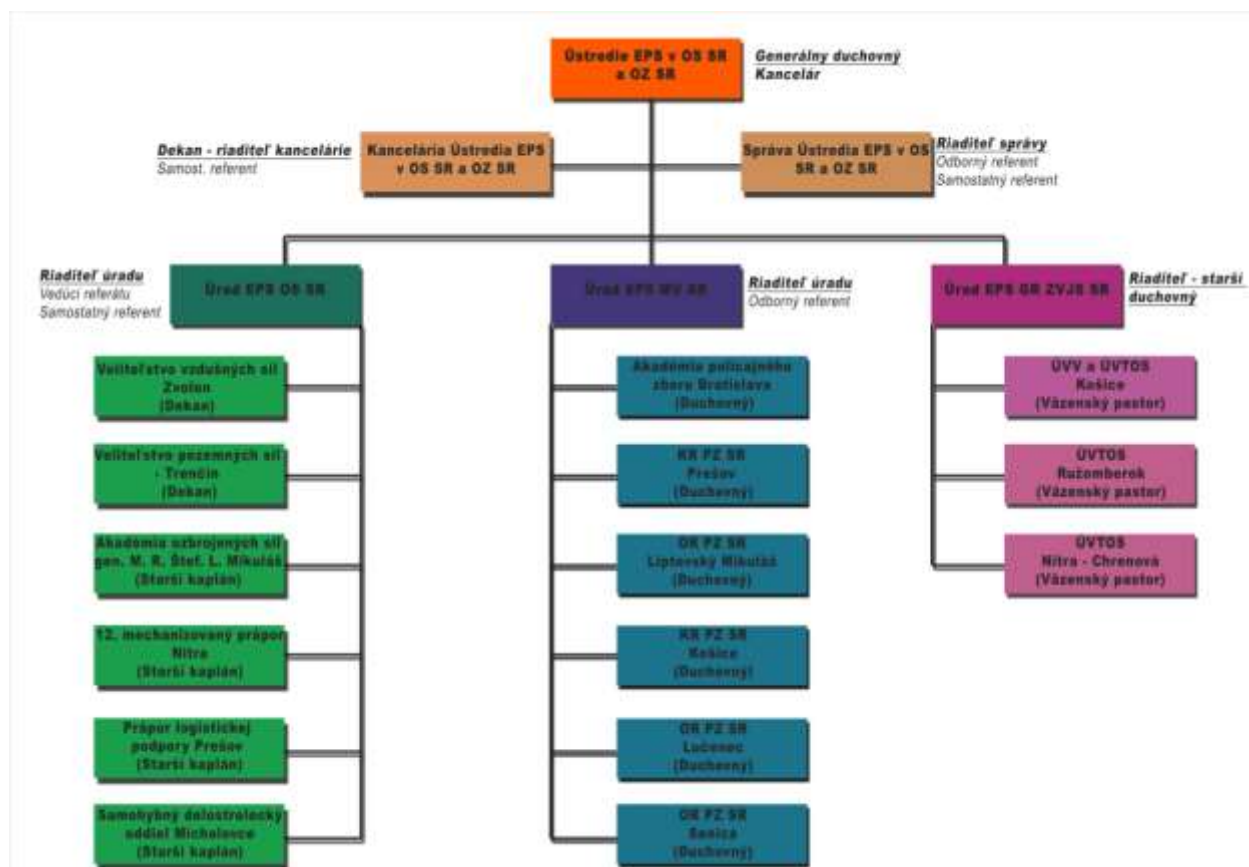 Ústredie EPS v OS SR
a OZ SR
Generálny duchovný
Kancelár
Dekan - riaditeľ kancelárie
Samost. referent
Kancelária Ústredia EPS
v OS SR a OZ SR
Správa Ústredia EPS v OS
SR a OZ SR
Riaditeľ správy
Odborný referent
Samostatný referent
Riaditeľ úradu
Vedúci referátu
Samostatný referent
Úrad EPS OS SR
Úrad EPS MV SR
Riaditeľ úradu
Odborný referent
Úrad EPS GR ZVJS SR
Riaditeľ - starší
duchovný
Veliteľstvo vzdušných síl
Zvolen
(Dekan)
Veliteľstvo pozemných síl
- Trenčín
(Dekan)
Akadémia ozbrojených síl
gen. M. R. Štef. L. Mikuláš
(Starší kaplán)
12. mechanizovaný prápor
Nitra
(Starší kaplán)
Prápor logistickej
podpory Prešov
(Starší kaplán)
Samohybný delostrelecký
oddiel Michalovce
(Starší kaplán)
Akadémia policajného
zboru Bratislava
(Duchovný)
KR PZ SR
Prešov
(Duchovný)
OR PZ SR
Liptovský Mikuláš
(Duchovný)
KR PZ SR
Košice
(Duchovný)
OR PZ SR
Lučenec
(Duchovný)
OR PZ SR
Senica
(Duchovný)
ÚVV a ÚVTOS
Košice
(Väzenský pastor)
ÚVTOS
Ružomberok
(Väzenský pastor)
ÚVTOS
Nitra - Chrenová
(Väzenský pastor)